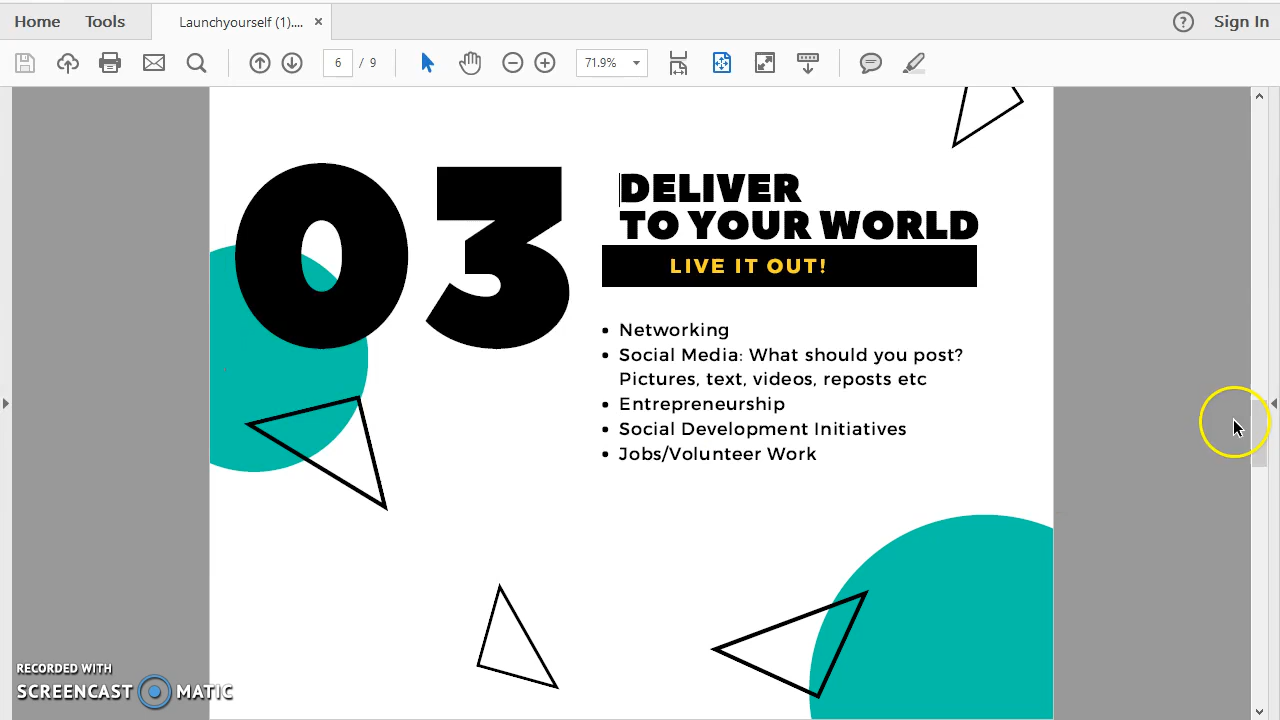 Home Tools Launchyourself (1).... × ? Sign In
6 / 9 71.9%
03
DELIVER
TO YOUR WORLD
LIVE IT OUT!
• Networking
• Social Media: What should you post?
Pictures, text, videos, reposts etc
• Entrepreneurship
• Social Development Initiatives
• Jobs/Volunteer Work
RECORDED WITH
SCREENCAST MATIC